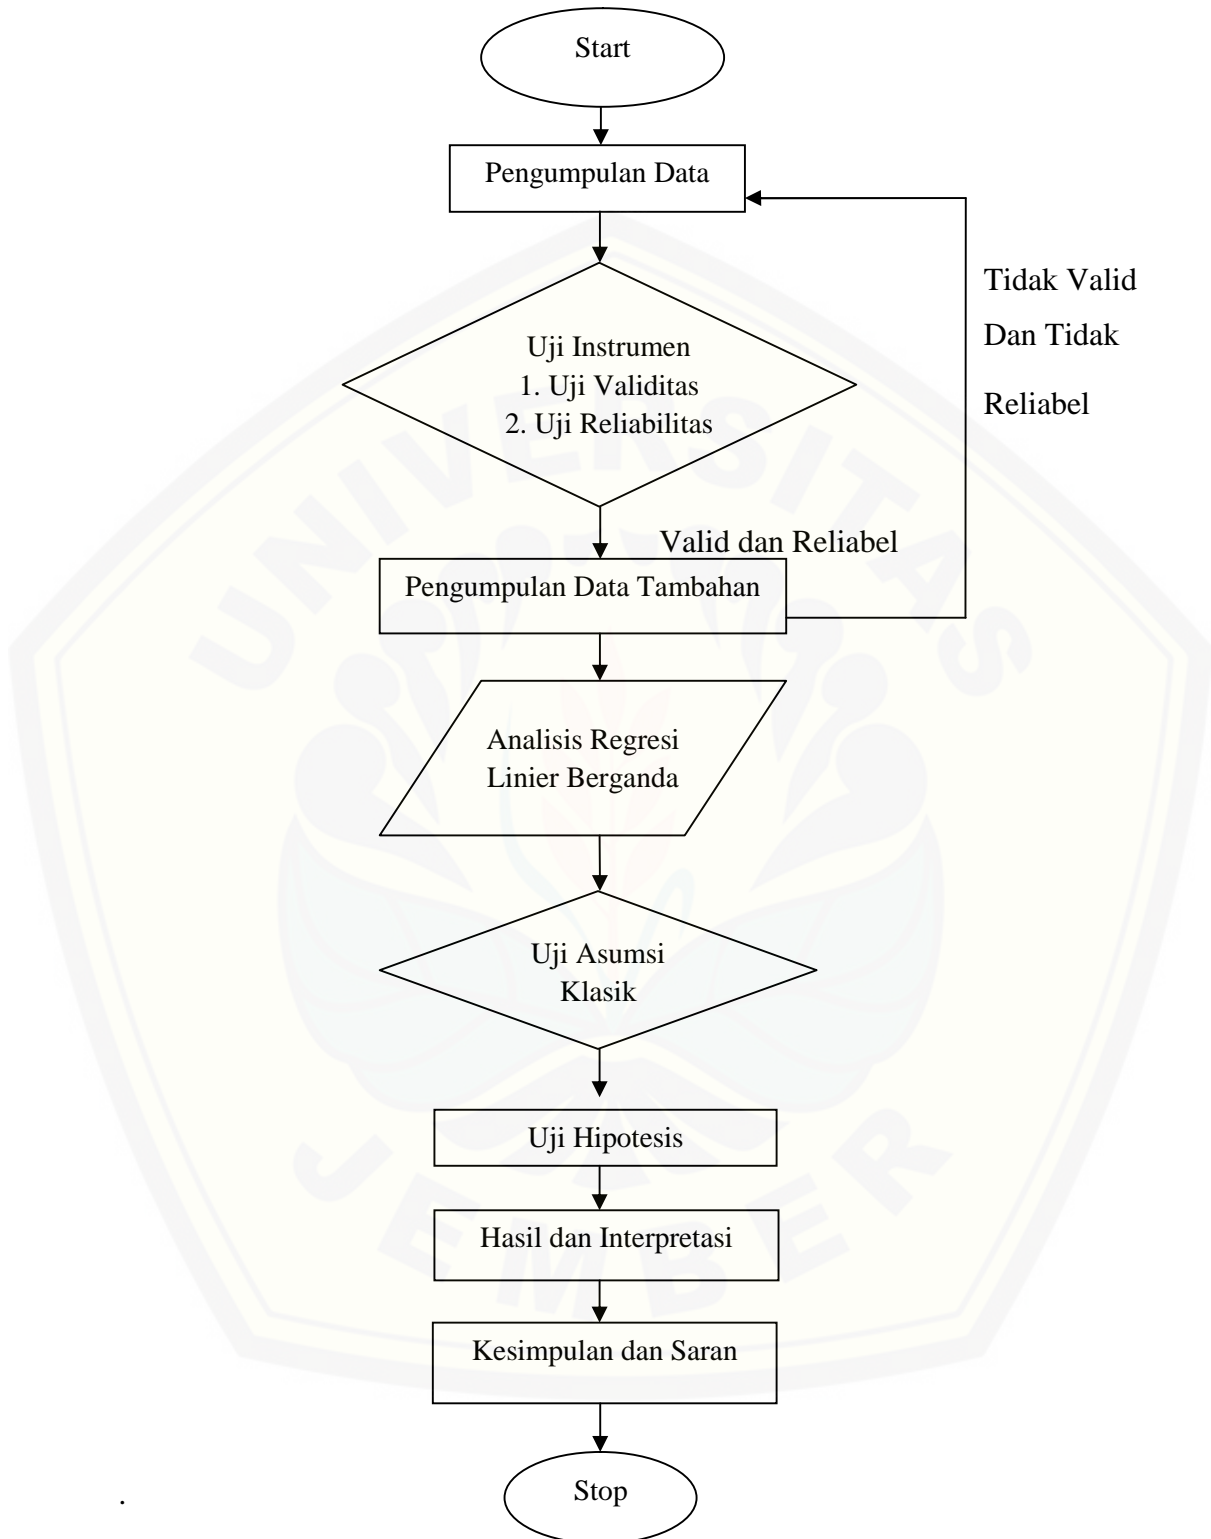 Start
Pengumpulan Data
Tidak Valid
Dan Tidak
Reliabel
Uji Instrumen
1. Uji Validitas
2. Uji Reliabilitas
Valid dan Reliabel
Pengumpulan Data Tambahan
Analisis Regresi
Linier Berganda
Uji Asumsi
Klasik
Uji Hipotesis
Hasil dan Interpretasi
Kesimpulan dan Saran
Stop
.
UNIVERSITAS
JEMBER